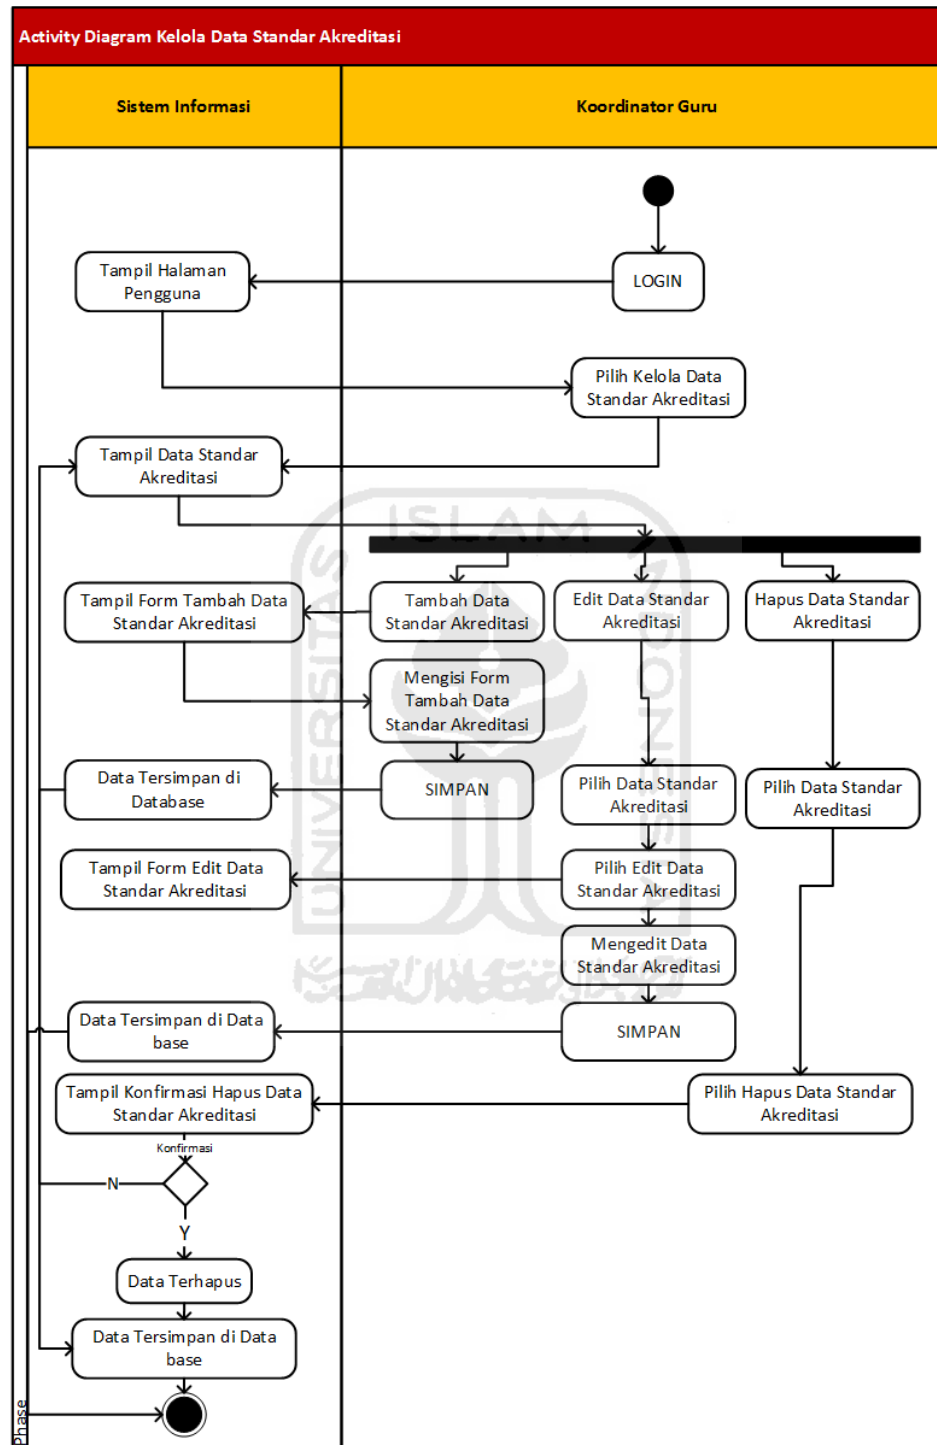 Activity Diagram Kelola Data Standar Akreditasi
Sistem Informasi
Koordinator Guru
LOGIN
Tampil Halaman
Pengguna
Pilih Kelola Data
Standar Akreditasi
Tampil Data Standar
Akreditasi
Tampil Form Tambah Data
Standar Akreditasi
Tambah Data
Standar Akreditasi
Edit Data Standar
Akreditasi
Hapus Data Standar
Akreditasi
Mengisi Form
Tambah Data
Standar Akreditasi
Data Tersimpan di
Database
SIMPAN
Pilih Data Standar
Akreditasi
Pilih Data Standar
Akreditasi
Tampil Form Edit Data
Standar Akreditasi
Pilih Edit Data
Standar Akreditasi
Mengedit Data
Standar Akreditasi
Data Tersimpan di Data
base
SIMPAN
Tampil Konfirmasi Hapus Data
Standar Akreditasi
Pilih Hapus Data Standar
Akreditasi
Konfirmasi
N
Y
Data Terhapus
Data Tersimpan di Data
base
Phase
UNIVERSITAS
ISLAM
INDONESIA